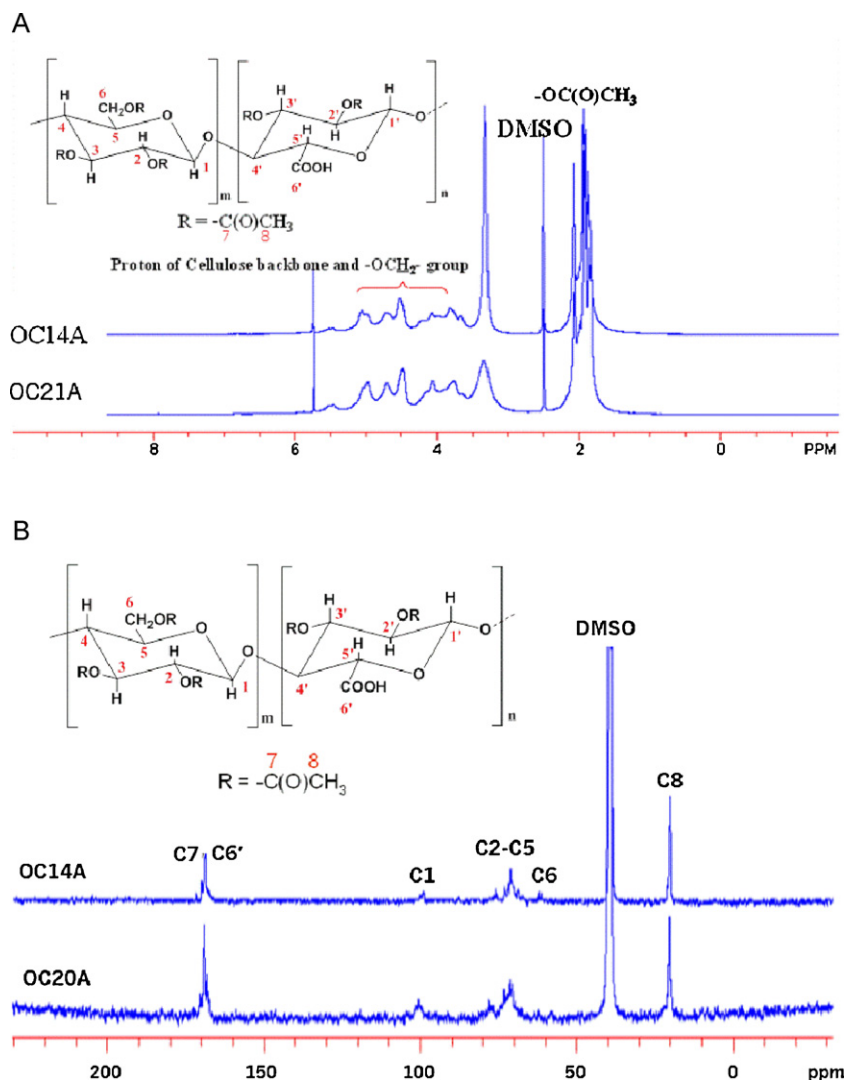 A
6
CH2OR
H
4
5
O
RO
3
H
H
2
OR
1
H
O
m
3'
H
RO
OR
2'
H
H
1'
5'
H
O
O
4'
COOH
6'
n
R = -C(O)CH3
7 8
Proton of Cellulose backbone and -OCH2- group
DMSO
-OC(O)CH3
OC14A
OC21A
8 6 4 2 0 PPM
B
6
CH2OR
H
4
5
O
RO
3
H
H
2
OR
1
H
O
m
3'
H
RO
OR
2'
H
H
1'
5'
H
O
O
4'
COOH
6'
n
7 8
R = -C(O)CH3
DMSO
C8
C7 C6'
C1
C2-C5
C6
OC14A
OC20A
200 150 100 50 0 ppm